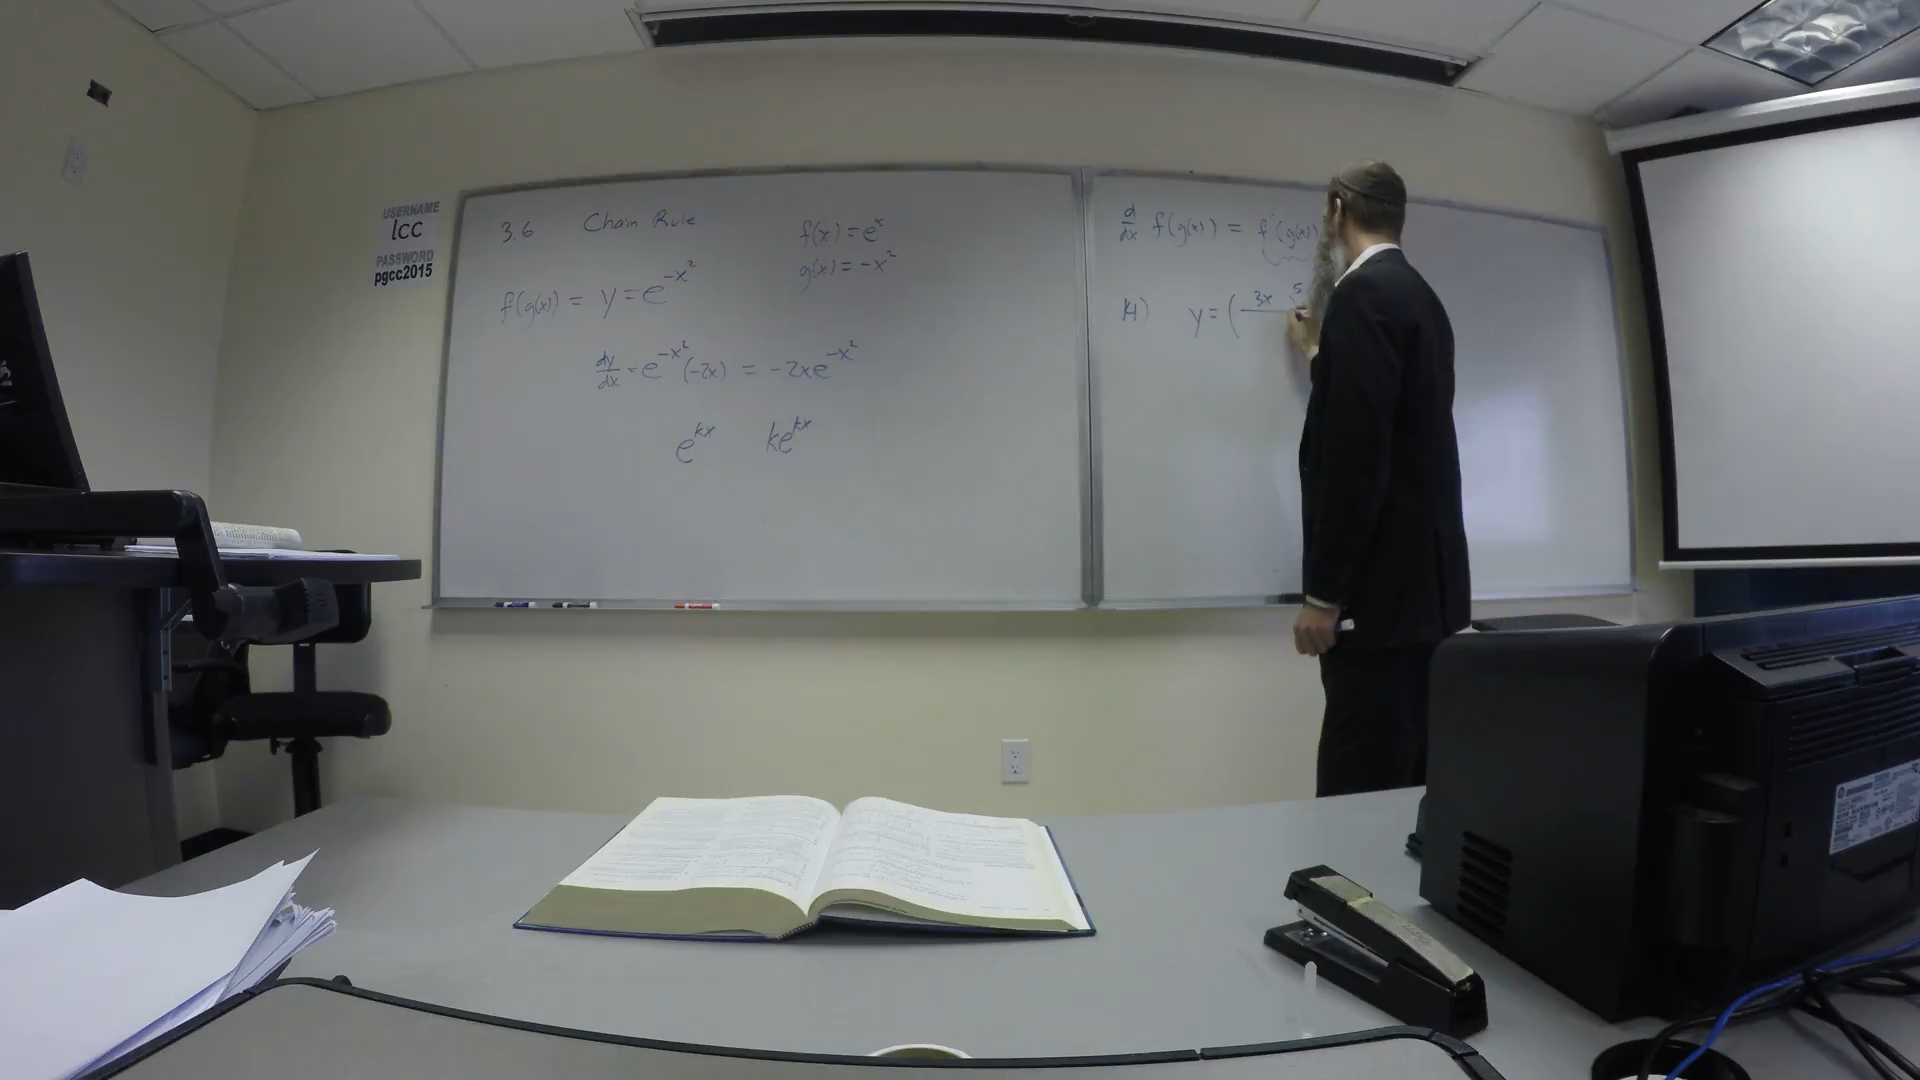 USERNAME
lcc
PASSWORD
pgcc2015
3.6 Chain Rule
f(x) = e^x
g(x) = -x^2
f(g(x)) = y = e^{-x^2}
dy/dx = e^{-x^2} (-2x) = -2xe^{-x^2}
e^{kx} ke^{kx}
d/dx f(g(x)) = f'(g(x))
y = ( 3x 5